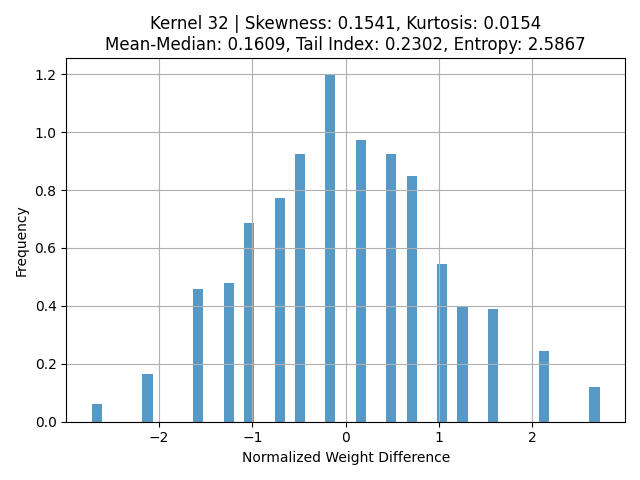 Kernel 32 | Skewness: 0.1541, Kurtosis: 0.0154
Mean-Median: 0.1609, Tail Index: 0.2302, Entropy: 2.5867
1.2
1.0
0.8
0.6
0.4
0.2
0.0
Frequency
−2 −1 0 1 2
Normalized Weight Difference